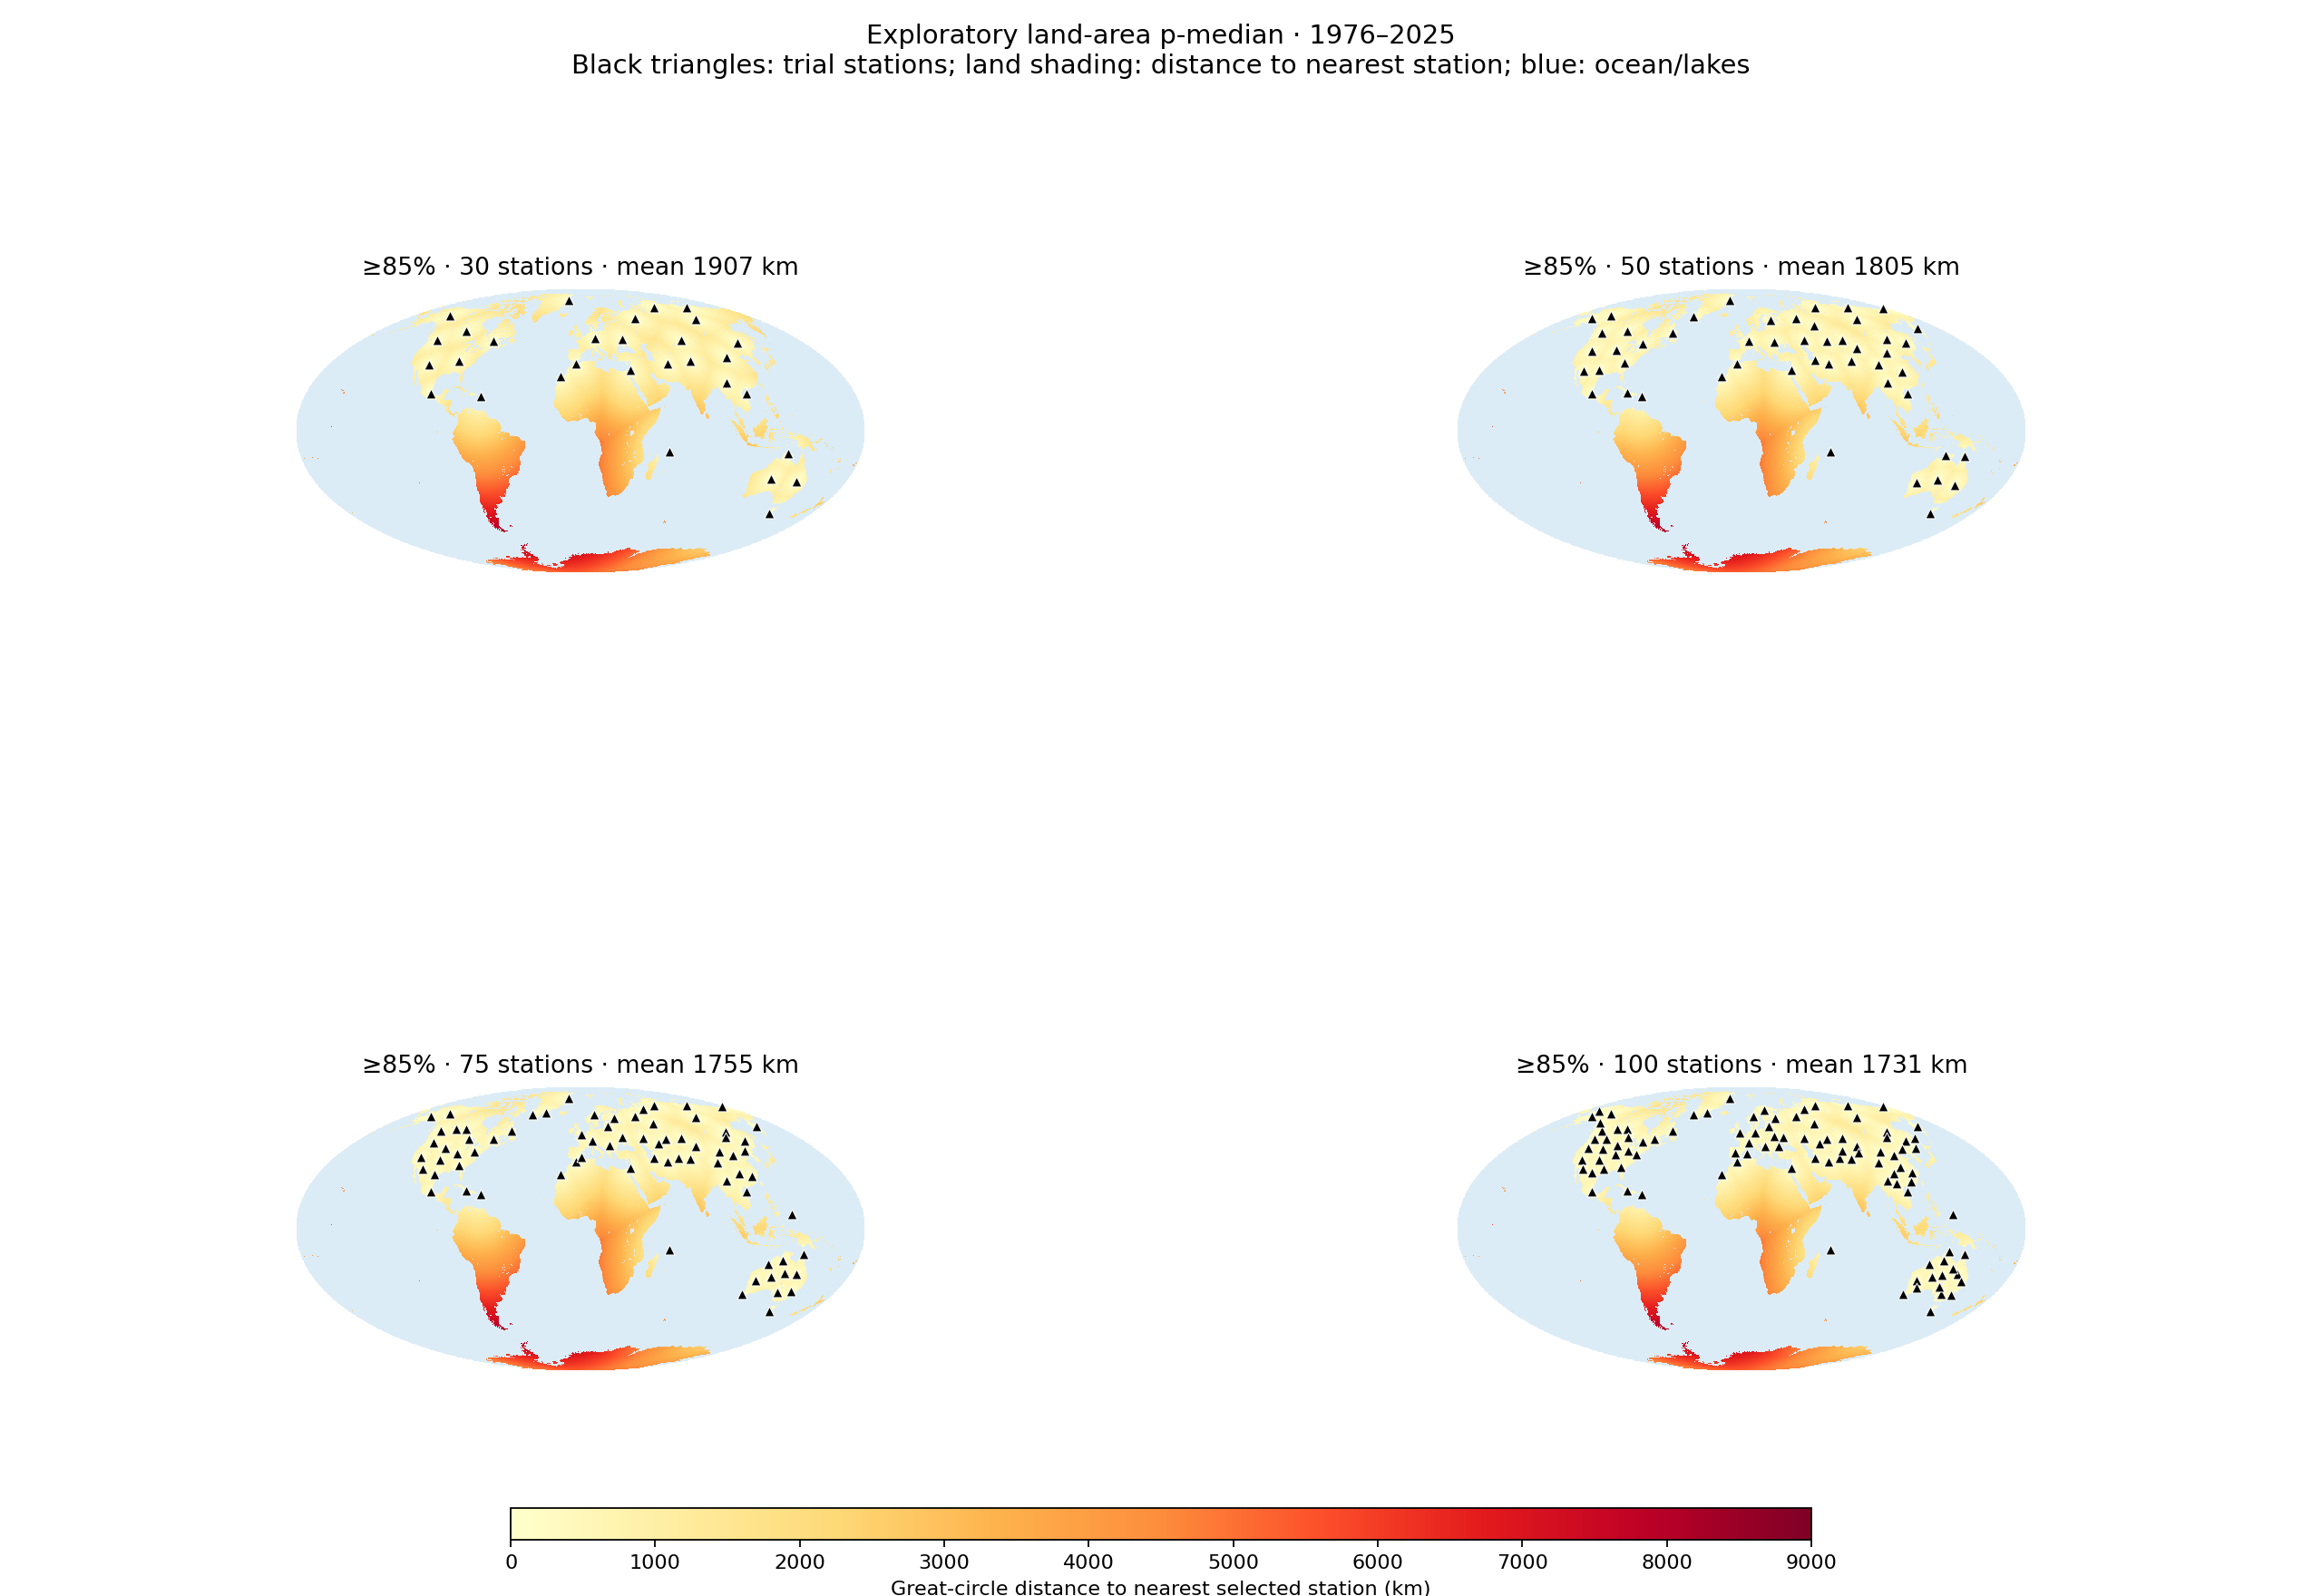 Exploratory land-area p-median · 1976–2025
Black triangles: trial stations; land shading: distance to nearest station; blue: ocean/lakes
≥85% · 30 stations · mean 1907 km
≥85% · 50 stations · mean 1805 km
≥85% · 75 stations · mean 1755 km
≥85% · 100 stations · mean 1731 km
0 1000 2000 3000 4000 5000 6000 7000 8000 9000
Great-circle distance to nearest selected station (km)